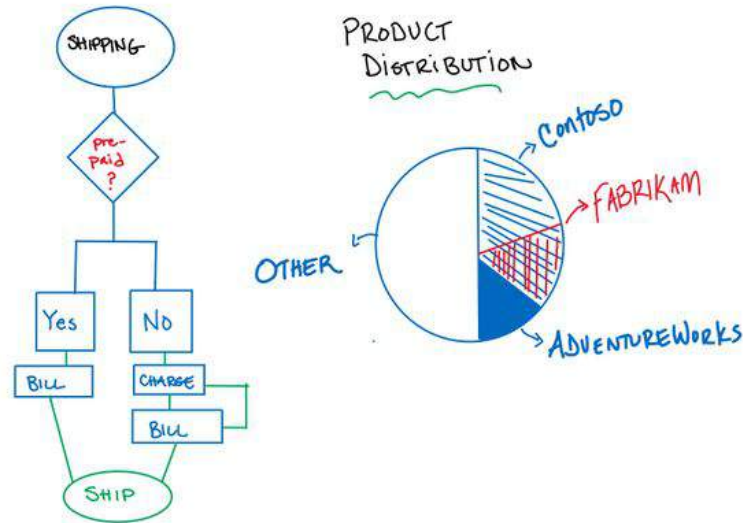 SHIPPING
pre-
paid
?
Yes
No
BILL
CHARGE
BILL
SHIP
PRODUCT
DISTRIBUTION
Contoso
FABRIKAM
OTHER
ADVENTUREWORKS